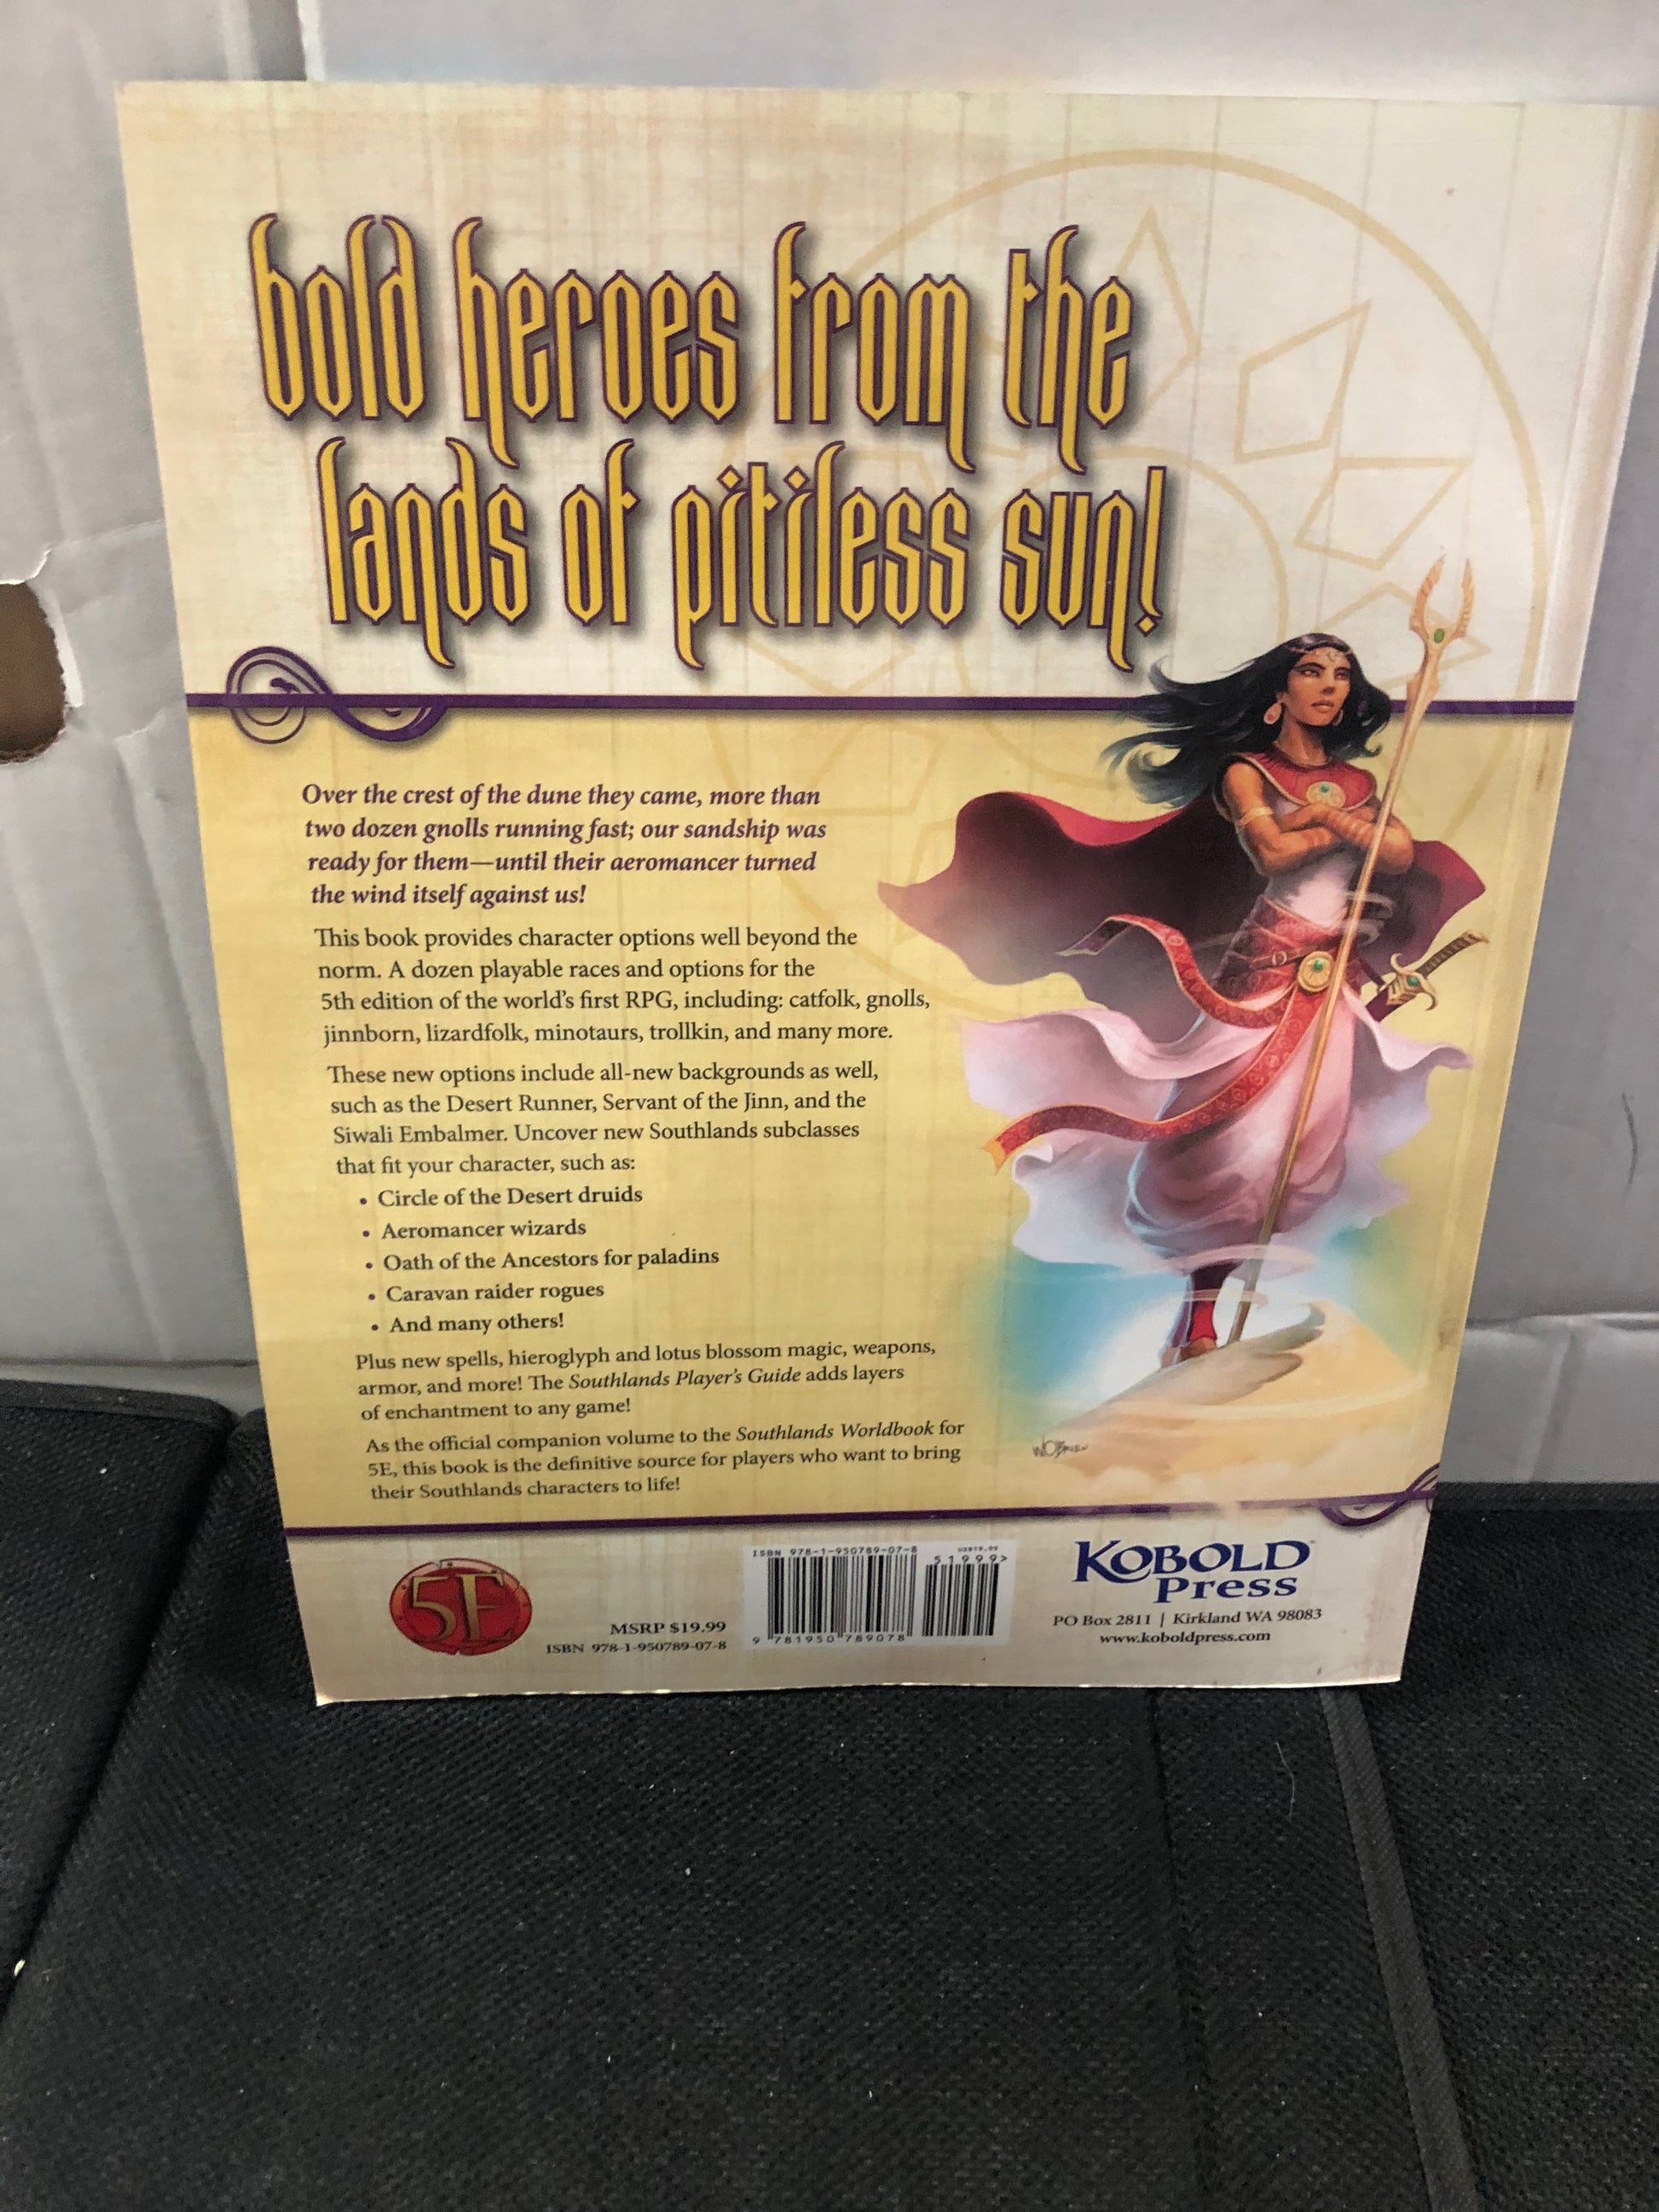 bold heroes from the
lands of pitiless sun!
Over the crest of the dune they came, more than
two dozen gnolls running fast; our sandship was
ready for them—until their aeromancer turned
the wind itself against us!
This book provides character options well beyond the
norm. A dozen playable races and options for the
5th edition of the world's first RPG, including: catfolk, gnolls,
jinnborn, lizardfolk, minotaurs, trollkin, and many more.
These new options include all-new backgrounds as well,
such as the Desert Runner, Servant of the Jinn, and the
Siwali Embalmer. Uncover new Southlands subclasses
that fit your character, such as:
• Circle of the Desert druids
• Aeromancer wizards
• Oath of the Ancestors for paladins
• Caravan raider rogues
• And many others!
Plus new spells, hieroglyph and lotus blossom magic, weapons,
armor, and more! The Southlands Player's Guide adds layers
of enchantment to any game!
As the official companion volume to the Southlands Worldbook for
5E, this book is the definitive source for players who want to bring
their Southlands characters to life!
WOBRIEN
5E
MSRP $19.99
ISBN 978-1-950789-07-8
ISBN 978-1-950789-07-8
US$19.99
51999>
9 781950 789078
KOBOLD
Press
PO Box 2811 | Kirkland WA 98083
www.koboldpress.com